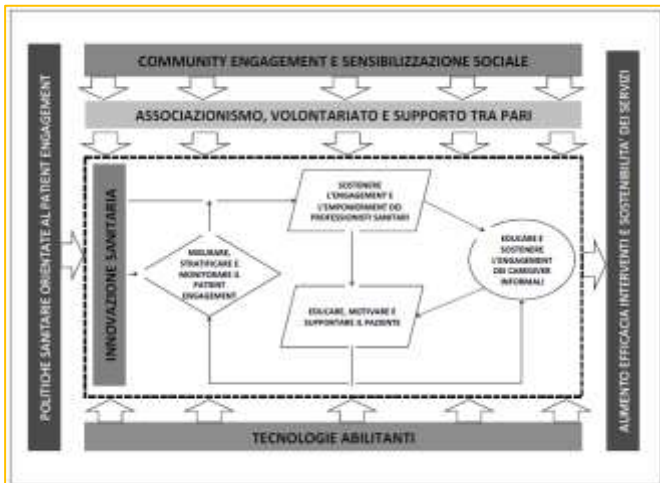 COMMUNITY ENGAGEMENT E SENSIBILIZZAZIONE SOCIALE
ASSOCIAZIONISMO, VOLONTARIATO E SUPPORTO TRA PARI
POLITICHE SANITARIE ORIENTATE AL PATIENT ENGAGEMENT
INNOVAZIONE SANITARIA
MISURARE,
STRATIFICARE E
MONITORARE IL
PATIENT
ENGAGEMENT
SOSTENERE
L'ENGAGEMENT E
L'EMPOWERMENT DEI
PROFESSIONISTI SANITARI
EDUCARE, MOTIVARE E
SUPPORTARE IL PAZIENTE
EDUCARE E
SOSTENERE
L'ENGAGEMENT
DEI CAREGIVER
INFORMALI
AUMENTO EFFICACIA INTERVENTI E SOSTENIBILITA' DEI SERVIZI
TECNOLOGIE ABILITANTI